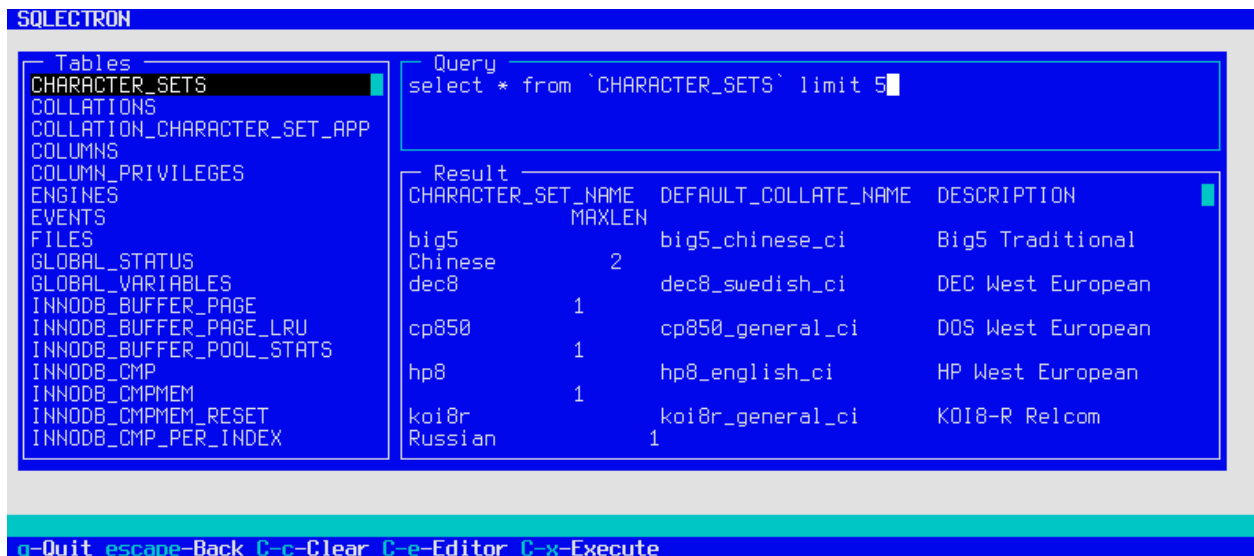 SQLECTRON
Tables
CHARACTER_SETS
COLLATIONS
COLLATION_CHARACTER_SET_APP
COLUMNS
COLUMN_PRIVILEGES
ENGINES
EVENTS
FILES
GLOBAL_STATUS
GLOBAL_VARIABLES
INNODB_BUFFER_PAGE
INNODB_BUFFER_PAGE_LRU
INNODB_BUFFER_POOL_STATS
INNODB_CMP
INNODB_CMPMEM
INNODB_CMPMEM_RESET
INNODB_CMP_PER_INDEX
Query
select * from `CHARACTER_SETS` limit 5
Result
CHARACTER_SET_NAME DEFAULT_COLLATE_NAME DESCRIPTION
MAXLEN
big5 big5_chinese_ci Big5 Traditional
Chinese 2
dec8 dec8_swedish_ci DEC West European
1
cp850 cp850_general_ci DOS West European
1
hp8 hp8_english_ci HP West European
1
koi8r koi8r_general_ci KOI8-R Relcom
Russian 1
q-Quit escape-Back C-c-Clear C-e-Editor C-x-Execute